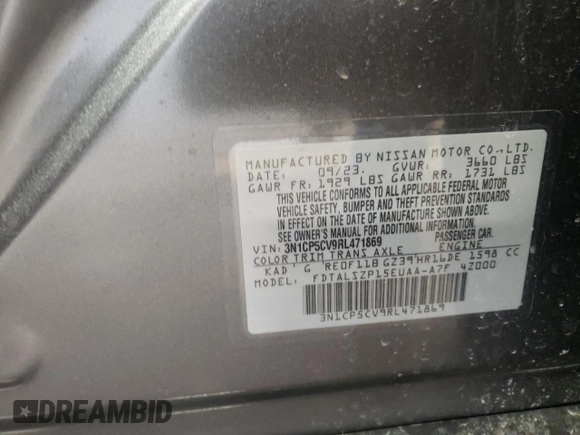 MANUFACTURED BY NISSAN MOTOR CO.,LTD.
DATE: 09/23. GVWR: 3660 LBS
GAWR FR: 1929 LBS GAWR RR: 1731 LBS
THIS VEHICLE CONFORMS TO ALL APPLICABLE FEDERAL MOTOR
VEHICLE SAFETY, BUMPER AND THEFT PREVENTION STANDARDS
IN EFFECT ON THE DATE OF MANUFACTURE SHOWN ABOVE.
SEE OWNER'S MANUAL FOR ADDITIONAL INFORMATION.
VIN: 3N1CP5CV9RL471869 PASSENGER CAR.
COLOR TRIM TRANS AXLE ENGINE
KAD G RE0F11B GZ39 HR16DE 1598 CC
MODEL: FDTALSZP15EUAA-A7F 42000
3N1CP5CV9RL471869
DREAMBID